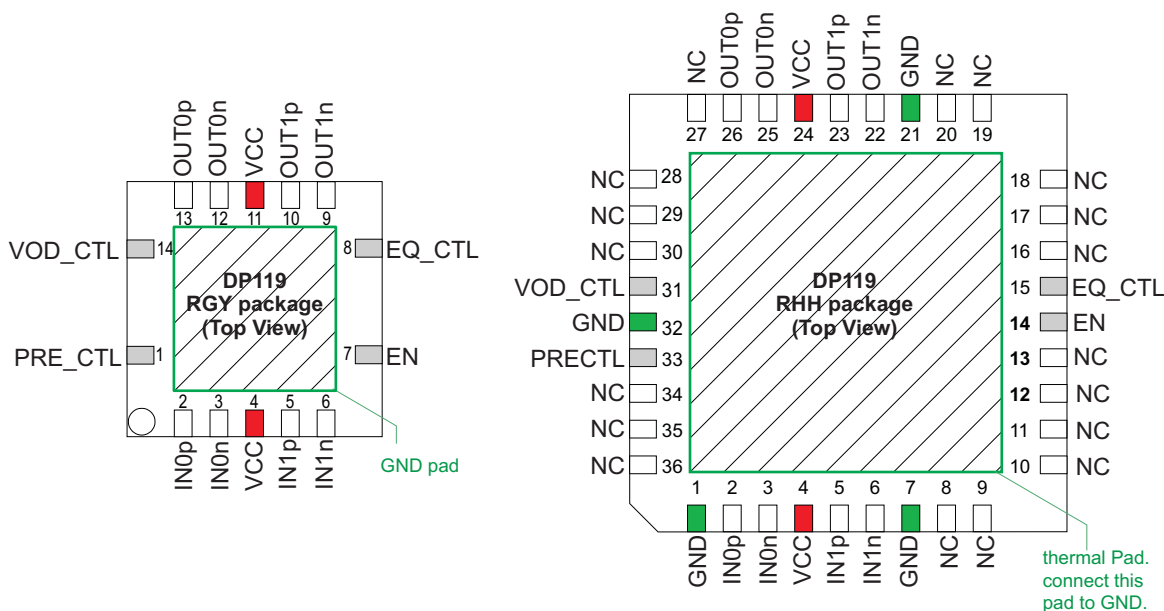 OUT0p
OUT0n
VCC
OUT1p
OUT1n
13
12
11
10
9
VOD_CTL
14
8
EQ_CTL
DP119
RGY package
(Top View)
PRE_CTL
1
7
EN
2
3
4
5
6
IN0p
IN0n
VCC
IN1p
IN1n
GND pad
NC
OUT0p
OUT0n
VCC
OUT1p
OUT1n
GND
NC
NC
27
26
25
24
23
22
21
20
19
NC
28
18
NC
NC
29
17
NC
NC
30
16
NC
VOD_CTL
31
15
EQ_CTL
DP119
RHH package
(Top View)
GND
32
14
EN
PRECTL
33
13
NC
NC
34
12
NC
NC
35
11
NC
NC
36
10
NC
1
2
3
4
5
6
7
8
9
GND
IN0p
IN0n
VCC
IN1p
IN1n
GND
NC
NC
thermal Pad.
connect this
pad to GND.